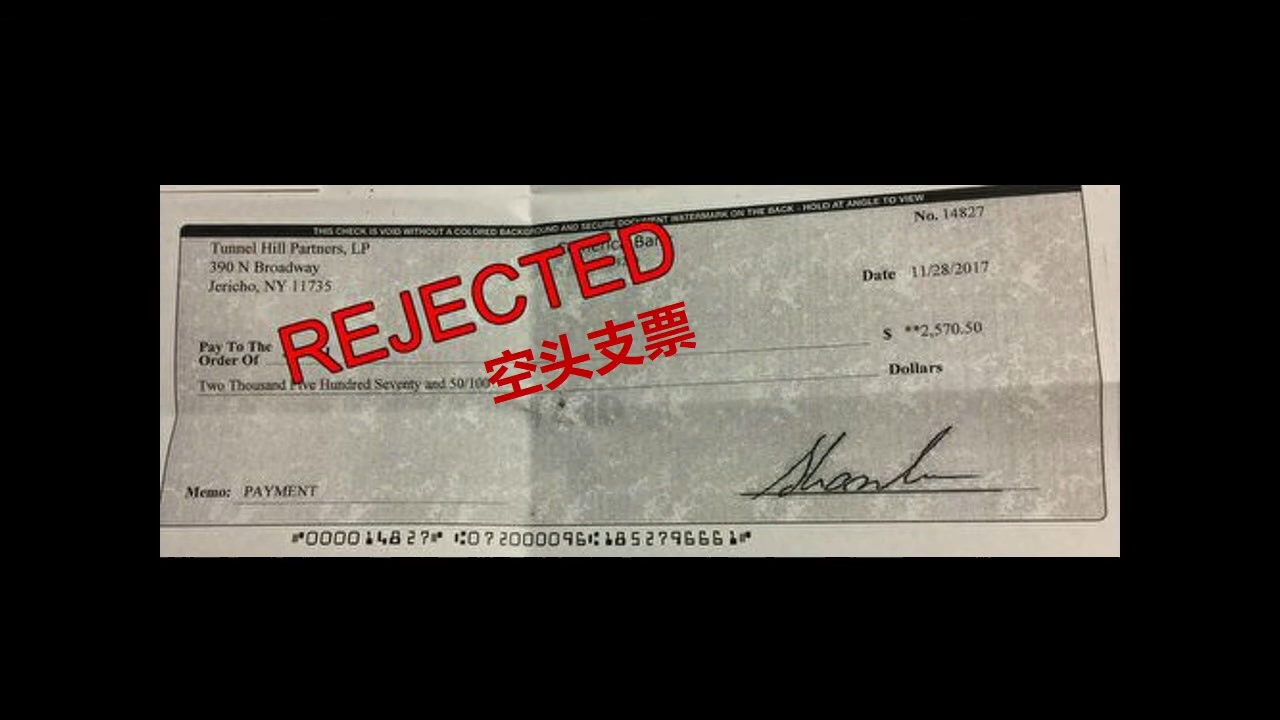 THIS CHECK IS VOID WITHOUT A COLORED BACKGROUND AND SECURE DOCUMENT WATERMARK ON THE BACK - HOLD AT ANGLE TO VIEW
No. 14827
Tunnel Hill Partners, LP
390 N Broadway
Jericho, NY 11735
Date 11/28/2017
REJECTED
空头支票
Pay To The
Order Of
$ **2,570.50
Two Thousand Five Hundred Seventy and 50/100
Dollars
Memo: PAYMENT
⑈000014827⑈ ⑆072000096⑆1852796661⑈